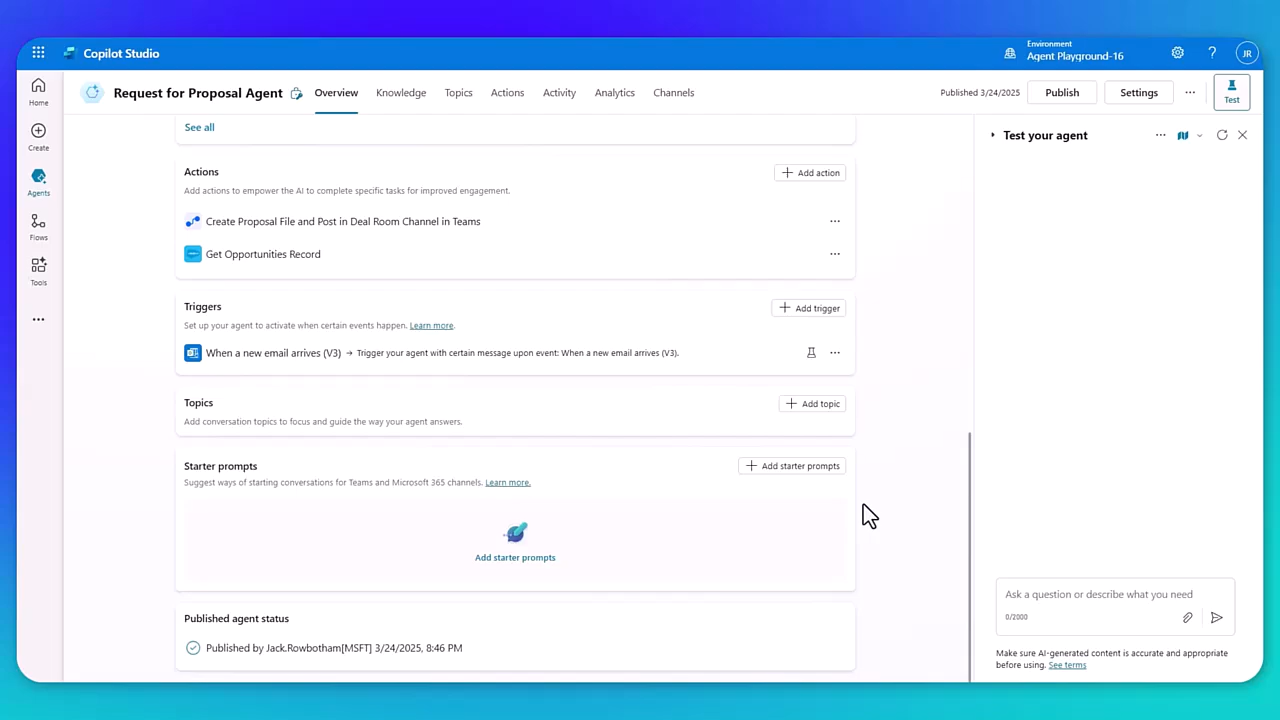 Copilot Studio
Environment
Agent Playground-16
?
JR
Home
Create
Agents
Flows
Tools
Request for Proposal Agent
Overview
Knowledge
Topics
Actions
Activity
Analytics
Channels
Published 3/24/2025
Publish
Settings
Test
See all
Actions
Add action
Add actions to empower the AI to complete specific tasks for improved engagement.
Create Proposal File and Post in Deal Room Channel in Teams
Get Opportunities Record
Triggers
Add trigger
Set up your agent to activate when certain events happen. Learn more.
When a new email arrives (V3) → Trigger your agent with certain message upon event: When a new email arrives (V3).
Topics
Add topic
Add conversation topics to focus and guide the way your agent answers.
Starter prompts
Add starter prompts
Suggest ways of starting conversations for Teams and Microsoft 365 channels. Learn more.
Add starter prompts
Published agent status
Published by Jack.Rowbotham[MSFT] 3/24/2025, 8:46 PM
Test your agent
Ask a question or describe what you need
0/2000
Make sure AI-generated content is accurate and appropriate
before using. See terms